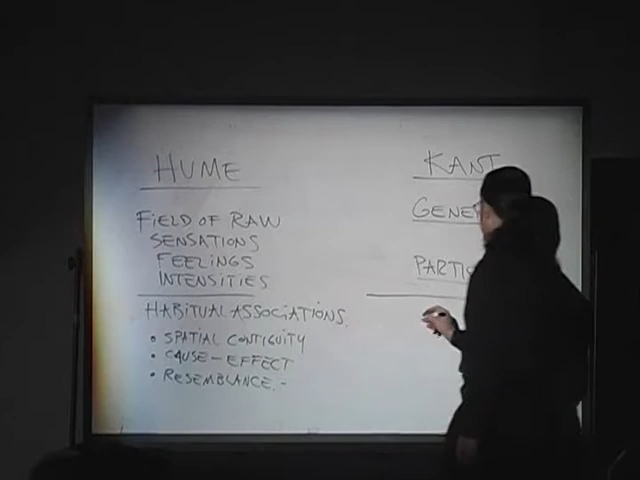 HUME
FIELD OF RAW
SENSATIONS
FEELINGS
INTENSITIES
HABITUAL ASSOCIATIONS.
• SPATIAL CONTIGUITY
• CAUSE-EFFECT
• RESEMBLANCE.-
KANT